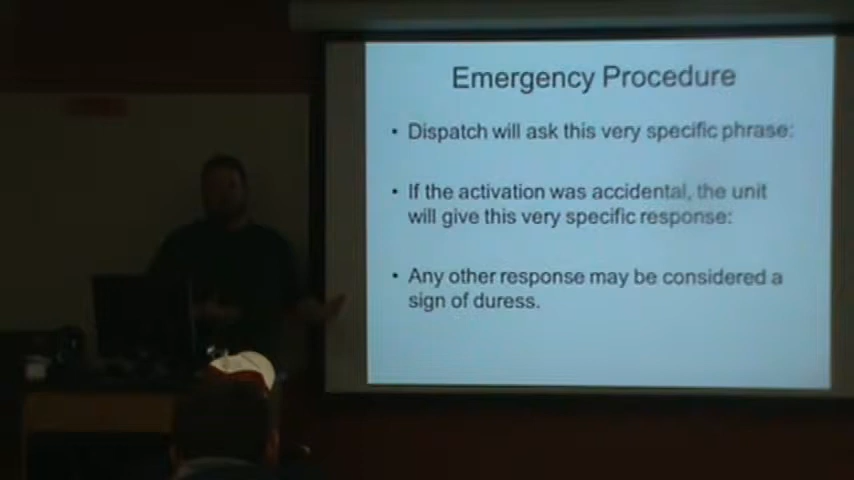 Emergency Procedure
• Dispatch will ask this very specific phrase:
• If the activation was accidental, the unit
will give this very specific response:
• Any other response may be considered a
sign of duress.